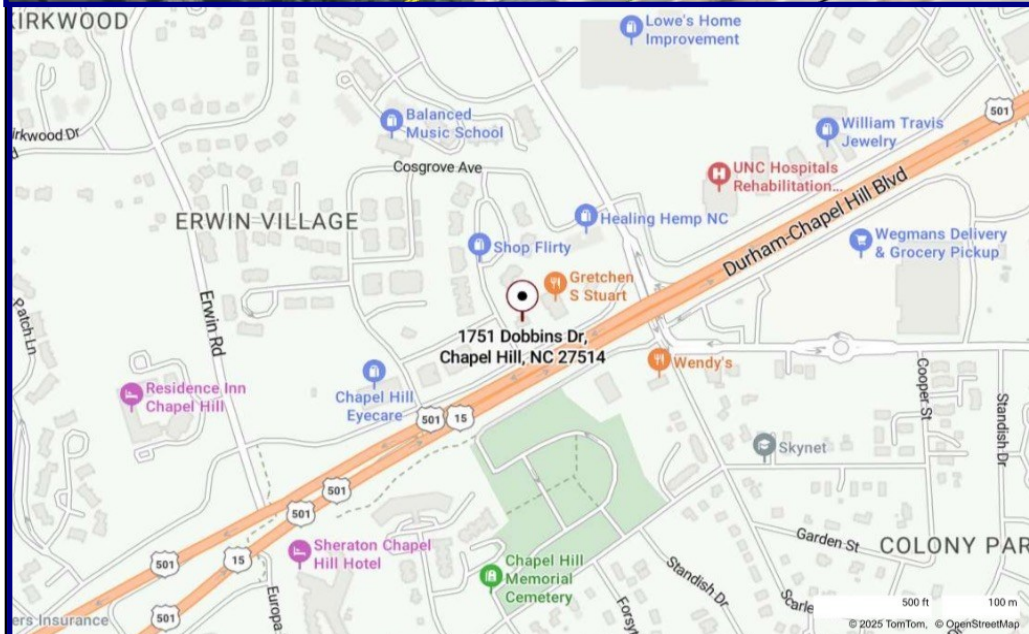 KIRKWOOD
Lowe's Home
Improvement
501
Balanced
Music School
William Travis
Jewelry
Cosgrove Ave
UNC Hospitals
Rehabilitation...
Durham-Chapel Hill Blvd
ERWIN VILLAGE
Healing Hemp NC
Shop Flirty
Wegmans Delivery
& Grocery Pickup
Gretchen
S Stuart
Erwin Rd
Patch Ln
1751 Dobbins Dr,
Chapel Hill, NC 27514
Wendy's
Chapel Hill
Eyecare
Residence Inn
Chapel Hill
Cooper St
Standish Dr
501
15
Skynet
501
501
15
501
Sheraton Chapel
Hill Hotel
Garden St
COLONY PAR
Chapel Hill
Memorial
Cemetery
Standish Dr
Europa
Forsy
Scarle
501
ers Insurance
500 ft
100 m
© 2025 TomTom, © OpenStreetMap